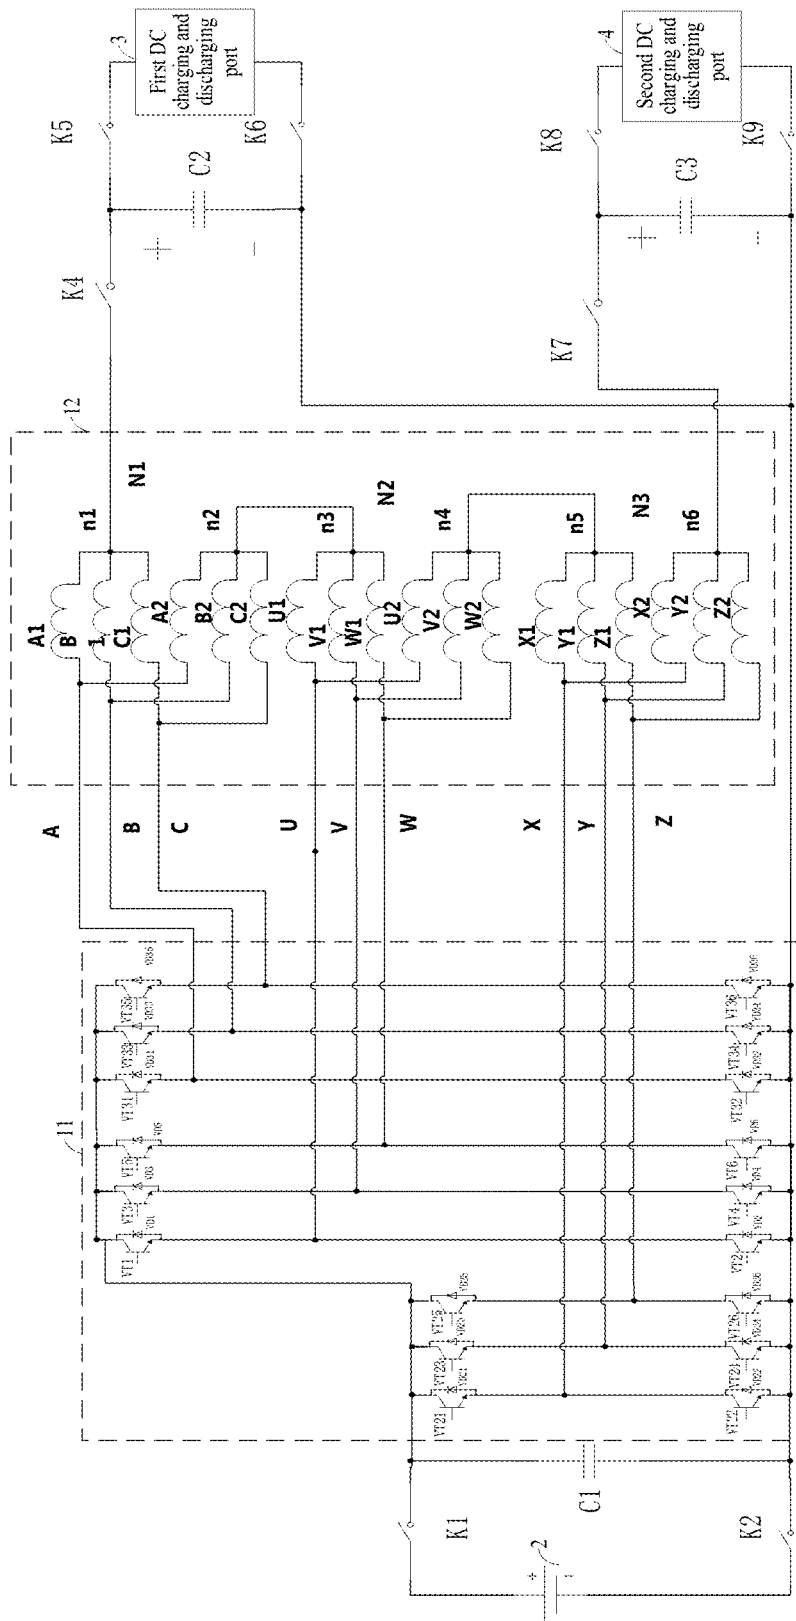 3
First DC
charging and
discharging
port
4
Second DC
charging and
discharging
port
K5
K6
K8
K9
C2
C3
+
-
+
-
K4
K7
12
N1
n1
n2
n3
N2
n4
n5
N3
n6
A1
B
1
C1
A2
B2
C2
U1
V1
W1
U2
V2
W2
X1
Y1
Z1
X2
Y2
Z2
A
B
C
U
V
W
X
Y
Z
11
VT35
VT33
VT31
VT36
VT34
VT32
VT5
VT3
VT1
VD5
VD3
VD1
VT6
VT4
VT2
VT25
VT23
VT21
VT26
VT24
VT22
C1
K1
K2
2
+
-